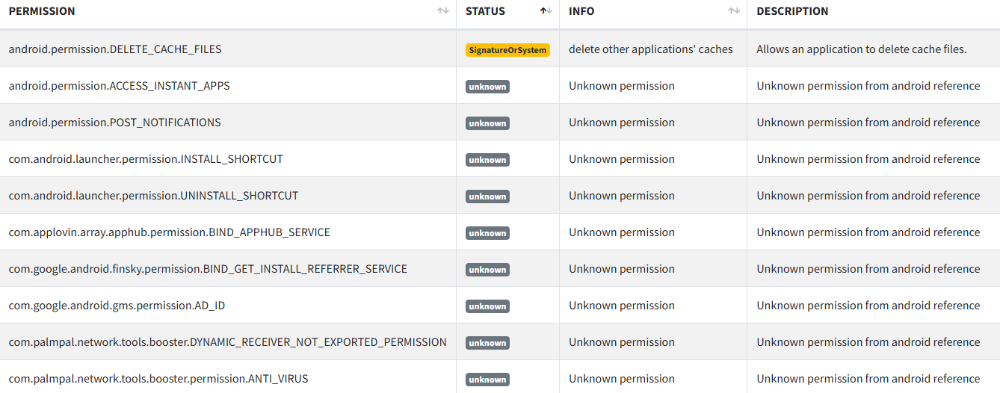 PERMISSION STATUS INFO DESCRIPTION
android.permission.DELETE_CACHE_FILES SignatureOrSystem delete other applications' caches Allows an application to delete cache files.
android.permission.ACCESS_INSTANT_APPS unknown Unknown permission Unknown permission from android reference
android.permission.POST_NOTIFICATIONS unknown Unknown permission Unknown permission from android reference
com.android.launcher.permission.INSTALL_SHORTCUT unknown Unknown permission Unknown permission from android reference
com.android.launcher.permission.UNINSTALL_SHORTCUT unknown Unknown permission Unknown permission from android reference
com.applovin.array.apphub.permission.BIND_APPHUB_SERVICE unknown Unknown permission Unknown permission from android reference
com.google.android.finsky.permission.BIND_GET_INSTALL_REFERRER_SERVICE unknown Unknown permission Unknown permission from android reference
com.google.android.gms.permission.AD_ID unknown Unknown permission Unknown permission from android reference
com.palmpal.network.tools.booster.DYNAMIC_RECEIVER_NOT_EXPORTED_PERMISSION unknown Unknown permission Unknown permission from android reference
com.palmpal.network.tools.booster.permission.ANTI_VIRUS unknown Unknown permission Unknown permission from android reference